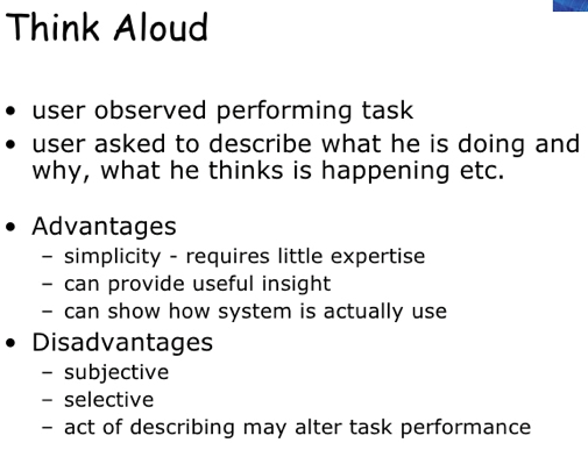 Think Aloud
• user observed performing task
• user asked to describe what he is doing and
why, what he thinks is happening etc.
• Advantages
– simplicity - requires little expertise
– can provide useful insight
– can show how system is actually use
• Disadvantages
– subjective
– selective
– act of describing may alter task performance